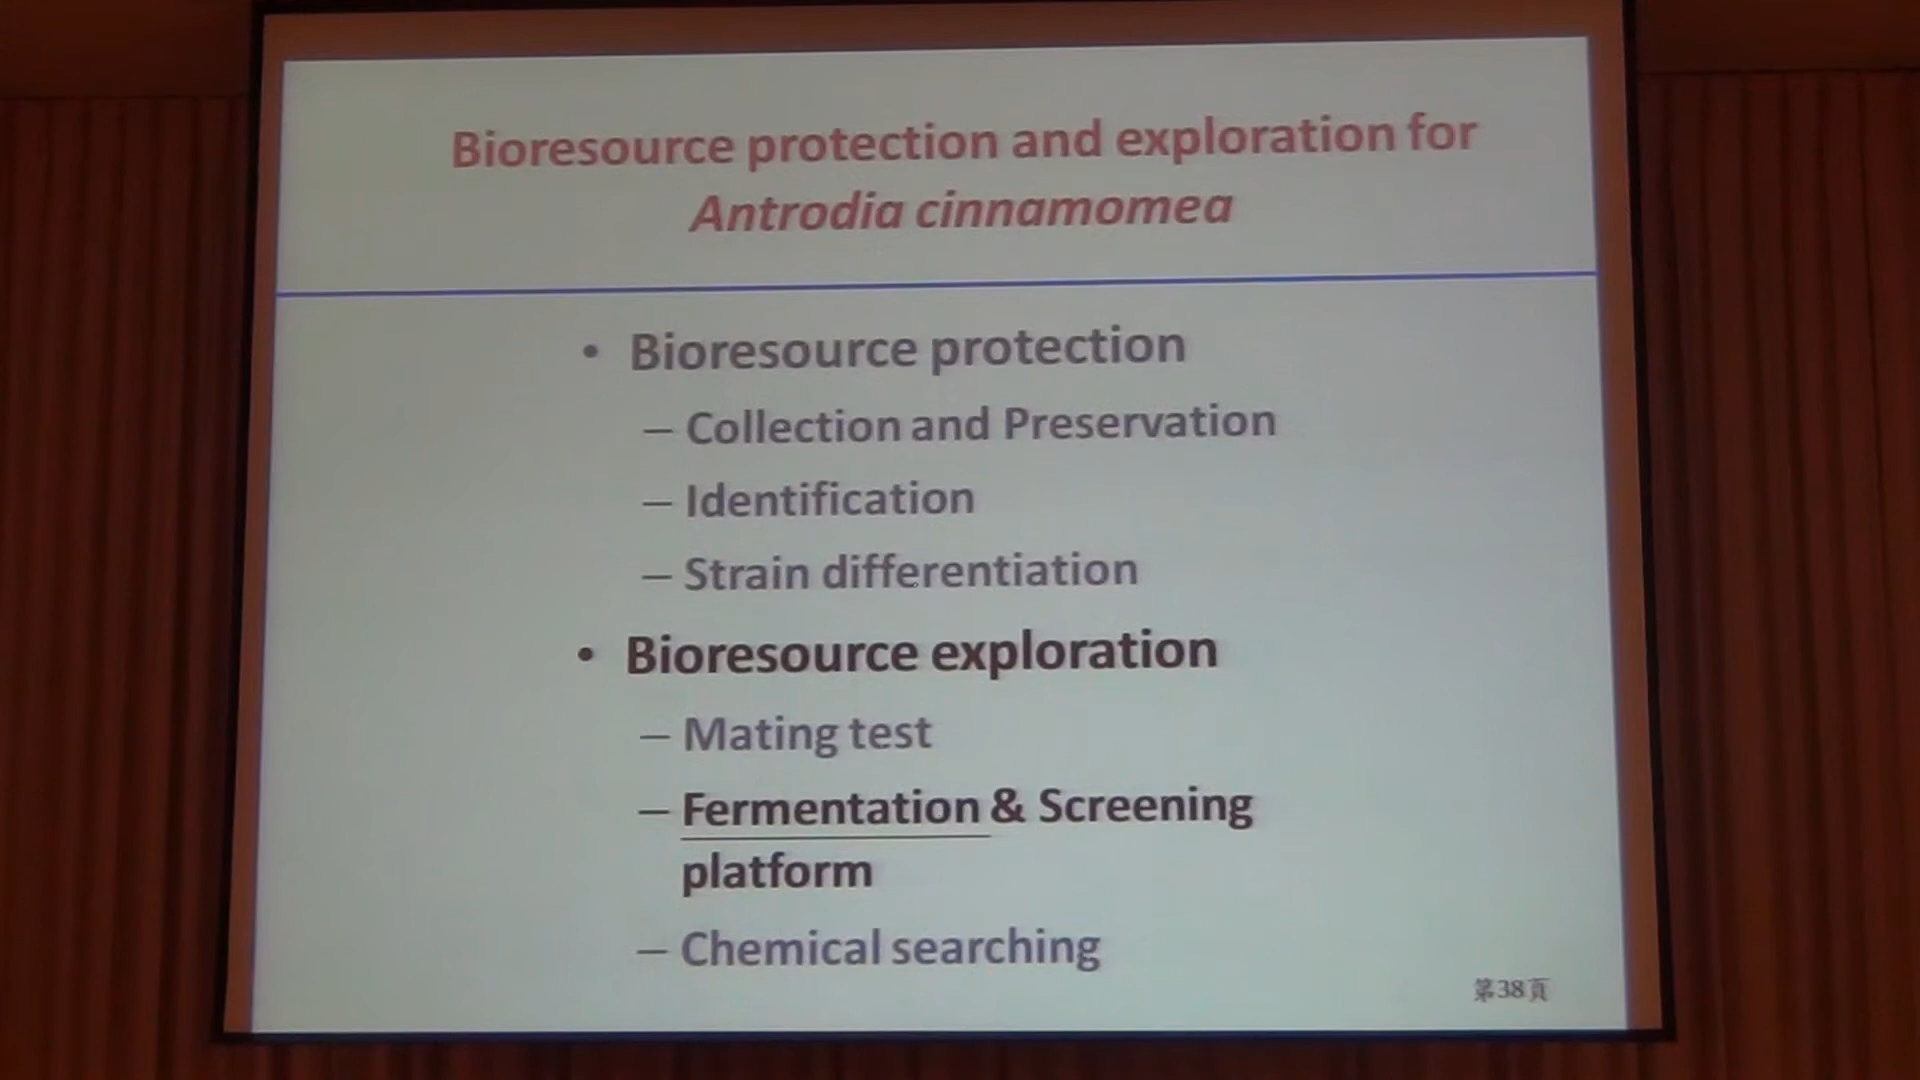 Bioresource protection and exploration for
Antrodia cinnamomea
• Bioresource protection
– Collection and Preservation
– Identification
– Strain differentiation
• Bioresource exploration
– Mating test
– Fermentation & Screening
platform
– Chemical searching
第38頁